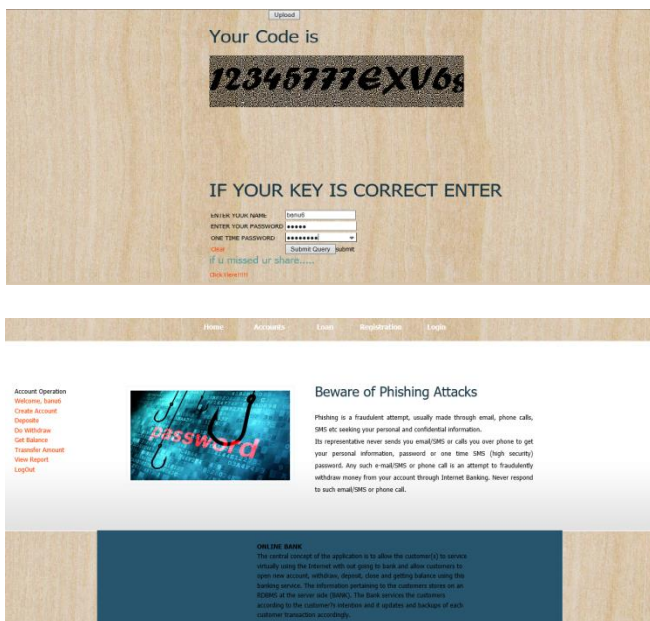 Upload
Your Code is
12345777EXV6s
IF YOUR KEY IS CORRECT ENTER
ENTER YOUR NAME benu6
ENTER YOUR PASSWORD •••••
ONE TIME PASSWORD ••••••••
Clear Submit Query submit
if u missed ur share.....
Click Here!!!!
Home Accounts Loan Registration Login
Account Operation
Welcome, banu6
Create Account
Deposite
Do Withdraw
Get Balance
Transfer Amount
View Report
LogOut
password
Beware of Phishing Attacks
Phishing is a fraudulent attempt, usually made through email, phone calls,
SMS etc seeking your personal and confidential information.
Its representative never sends you email/SMS or calls you over phone to get
your personal information, password or one time SMS (high security)
password. Any such e-mail/SMS or phone call is an attempt to fraudulently
withdraw money from your account through Internet Banking. Never respond
to such email/SMS or phone call.
ONLINE BANK
The central concept of the application is to allow the customer(s) to service
virtually using the Internet with out going to bank and allow customers to
open new account, withdraw, deposit, close and getting balance using this
banking service. The information pertaining to the customers stores on an
RDBMS at the server side (BANK). The Bank services the customers
according to the customer?s intention and it updates and backups of each
customer transaction accordingly.